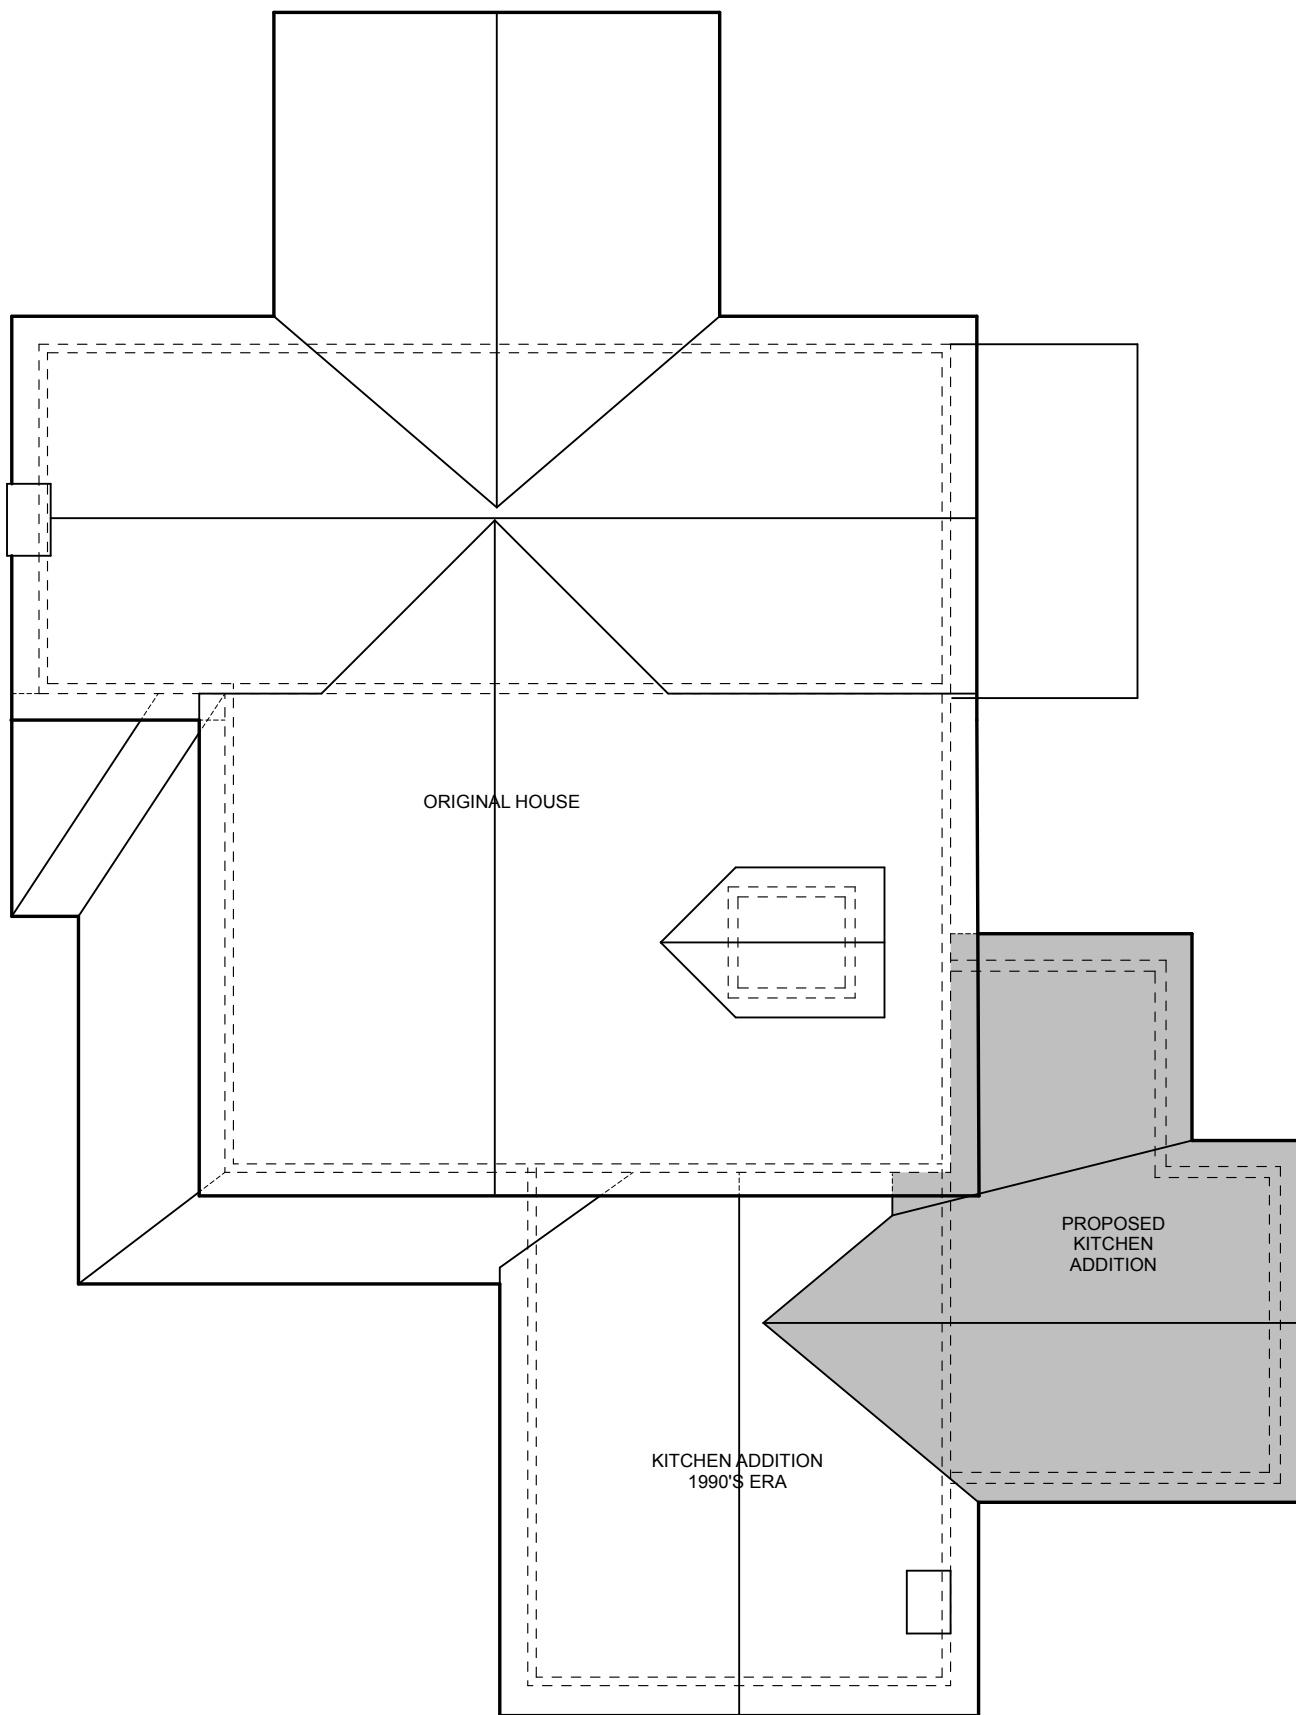 ORIGINAL HOUSE
PROPOSED
KITCHEN
ADDITION
KITCHEN ADDITION
1990'S ERA